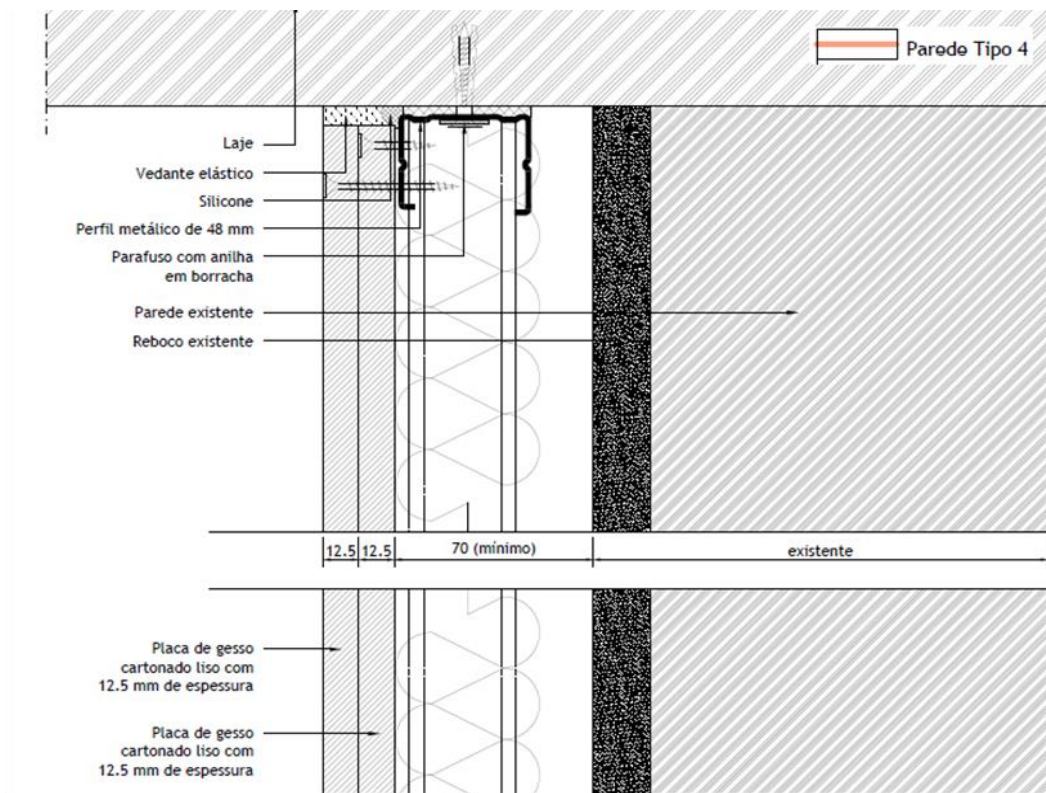 Parede Tipo 4
Laje
Vedante elástico
Silicone
Perfil metálico de 48 mm
Parafuso com anilha
em borracha
Parede existente
Reboco existente
12.5 12.5 70 (mínimo) existente
Placa de gesso
cartonado liso com
12.5 mm de espessura
Placa de gesso
cartonado liso com
12.5 mm de espessura